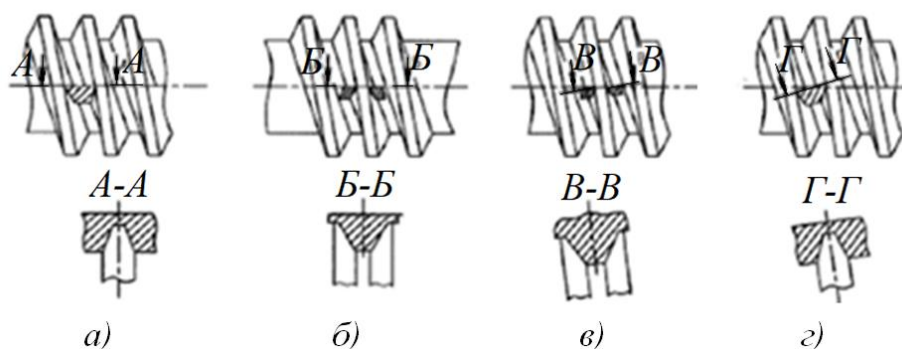 А А Б Б В В Г Г
А-А Б-Б В-В Г-Г
а) б) в) г)